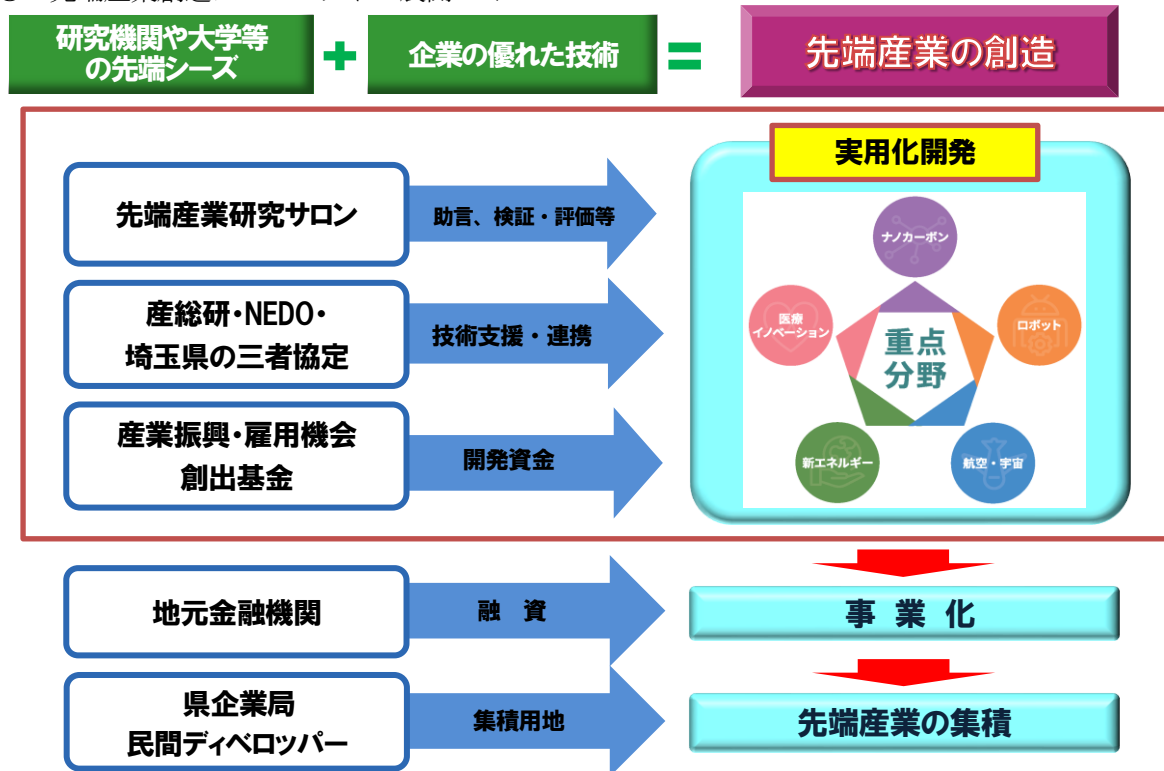 研究機関や大学等
の先端シーズ
+
企業の優れた技術
=
先端産業の創造
実用化開発
先端産業研究サロン
助言、検証・評価等
産総研・NEDO・
埼玉県の三者協定
技術支援・連携
産業振興・雇用機会
創出基金
開発資金
ナノカーボン
医療
イノベーション
ロボット
重点
分野
新エネルギー
航空・宇宙
地元金融機関
融 資
事 業 化
県企業局
民間ディベロッパー
集積用地
先端産業の集積